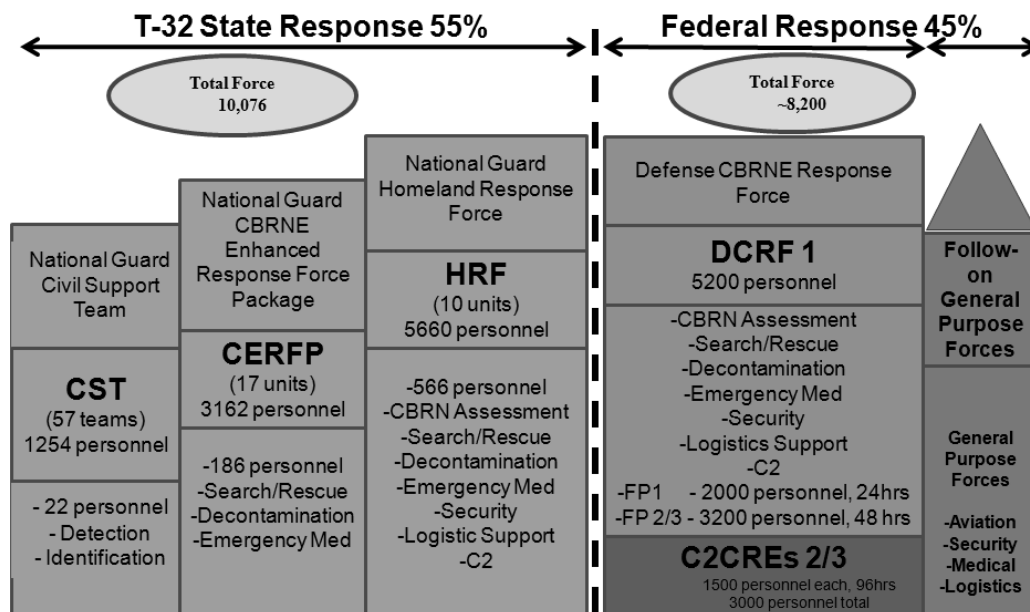 T-32 State Response 55%
Federal Response 45%
Total Force
10,076
Total Force
~8,200
National Guard
Civil Support
Team
CST
(57 teams)
1254 personnel
- 22 personnel
- Detection
- Identification
National Guard
CBRNE
Enhanced
Response Force
Package
CERFP
(17 units)
3162 personnel
-186 personnel
-Search/Rescue
-Decontamination
-Emergency Med
National Guard
Homeland Response
Force
HRF
(10 units)
5660 personnel
-566 personnel
-CBRN Assessment
-Search/Rescue
-Decontamination
-Emergency Med
-Security
-Logistic Support
-C2
Defense CBRNE Response
Force
DCRF 1
5200 personnel
-CBRN Assessment
-Search/Rescue
-Decontamination
-Emergency Med
-Security
-Logistics Support
-C2
-FP1 - 2000 personnel, 24hrs
-FP 2/3 - 3200 personnel, 48 hrs
C2CREs 2/3
1500 personnel each, 96hrs
3000 personnel total
Follow-
on
General
Purpose
Forces
General
Purpose
Forces
-Aviation
-Security
-Medical
-Logistics